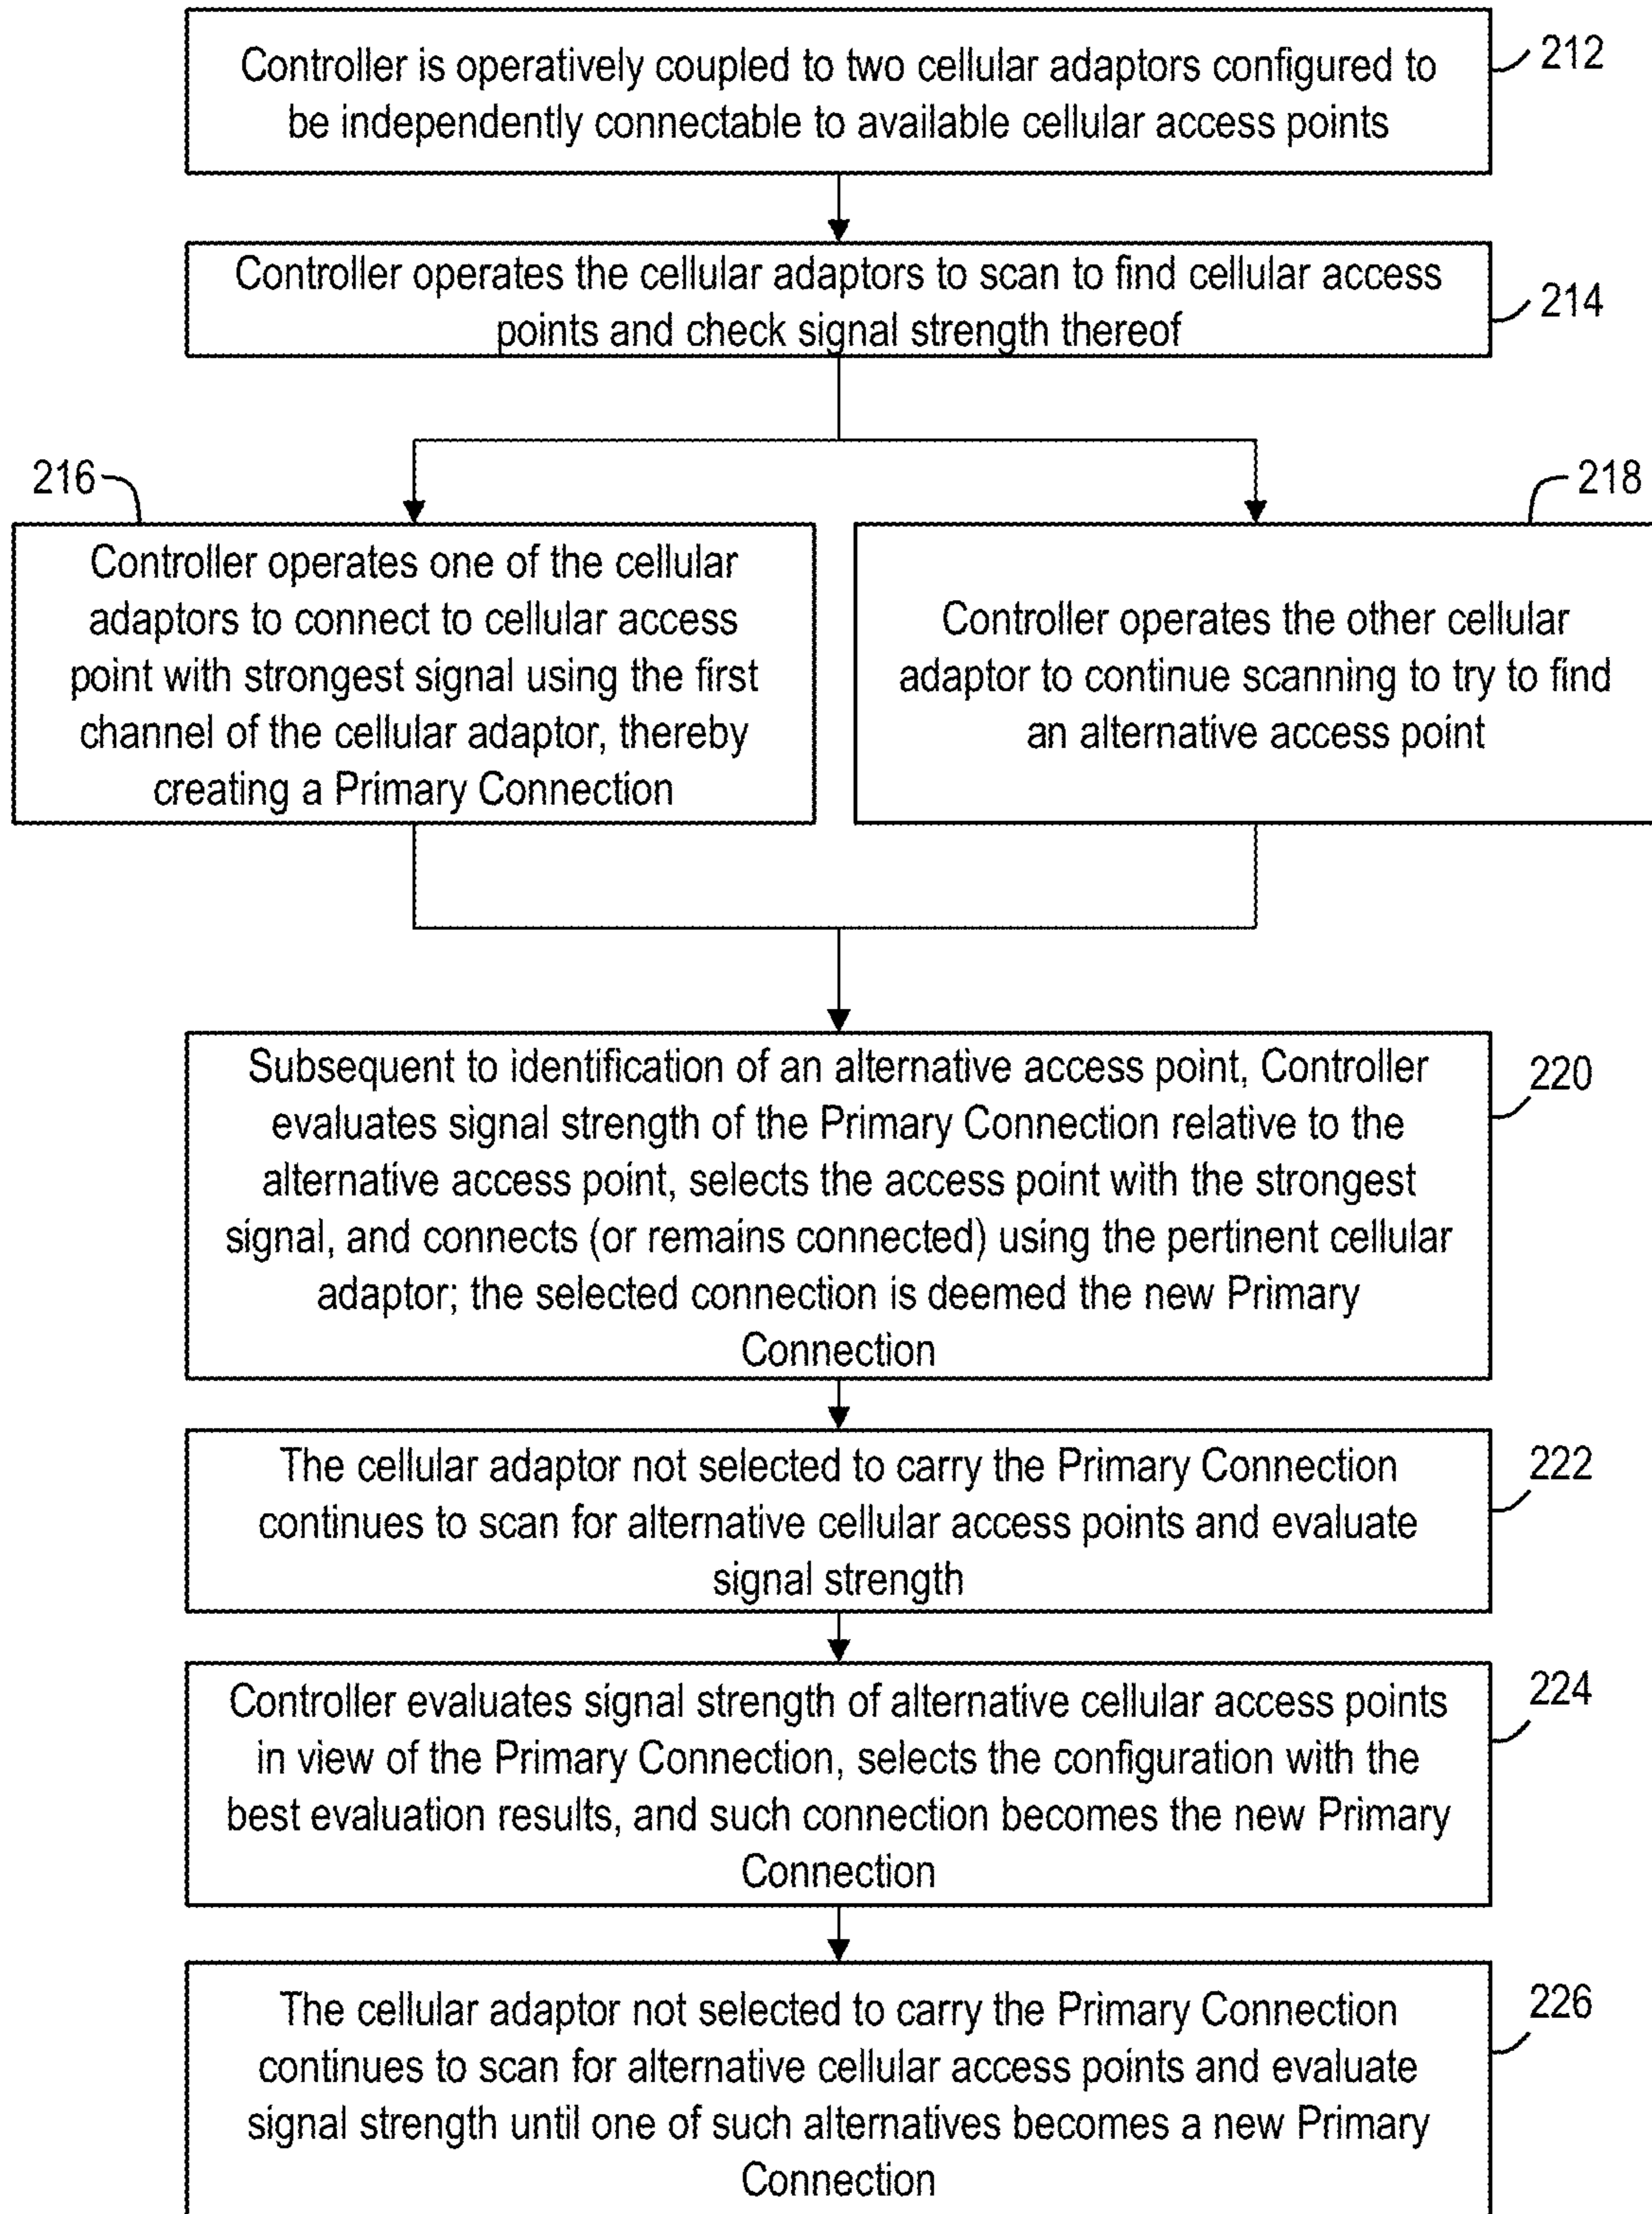 Controller is operatively coupled to two cellular adaptors configured to
be independently connectable to available cellular access points
212
Controller operates the cellular adaptors to scan to find cellular access
points and check signal strength thereof
214
216
Controller operates one of the cellular
adaptors to connect to cellular access
point with strongest signal using the first
channel of the cellular adaptor, thereby
creating a Primary Connection
218
Controller operates the other cellular
adaptor to continue scanning to try to find
an alternative access point
Subsequent to identification of an alternative access point, Controller
evaluates signal strength of the Primary Connection relative to the
alternative access point, selects the access point with the strongest
signal, and connects (or remains connected) using the pertinent cellular
adaptor; the selected connection is deemed the new Primary
Connection
220
The cellular adaptor not selected to carry the Primary Connection
continues to scan for alternative cellular access points and evaluate
signal strength
222
Controller evaluates signal strength of alternative cellular access points
in view of the Primary Connection, selects the configuration with the
best evaluation results, and such connection becomes the new Primary
Connection
224
The cellular adaptor not selected to carry the Primary Connection
continues to scan for alternative cellular access points and evaluate
signal strength until one of such alternatives becomes a new Primary
Connection
226